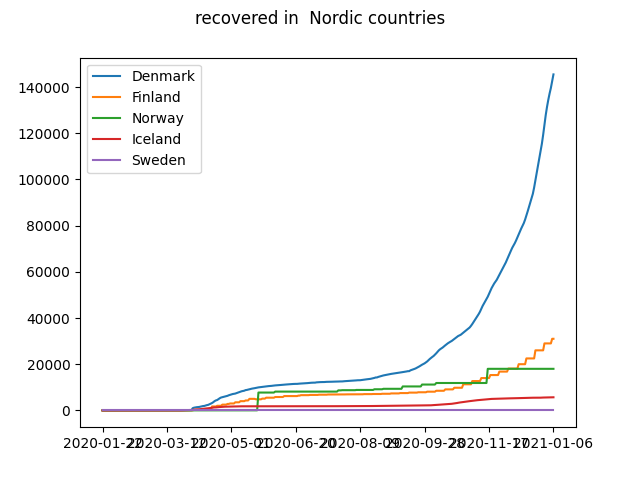 recovered in  Nordic countries
Denmark
Finland
Norway
Iceland
Sweden
140000
120000
100000
80000
60000
40000
20000
0
2020-01-22 2020-03-12 2020-05-01 2020-06-20 2020-08-09 2020-09-28 2020-11-17 2021-01-06